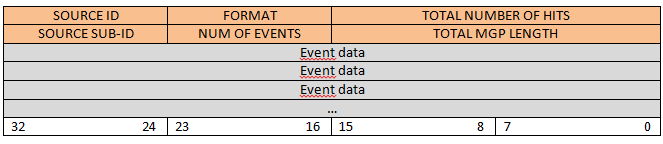 SOURCE ID FORMAT TOTAL NUMBER OF HITS
SOURCE SUB-ID NUM OF EVENTS TOTAL MGP LENGTH
Event data
Event data
Event data
...
32 24 23 16 15 8 7 0